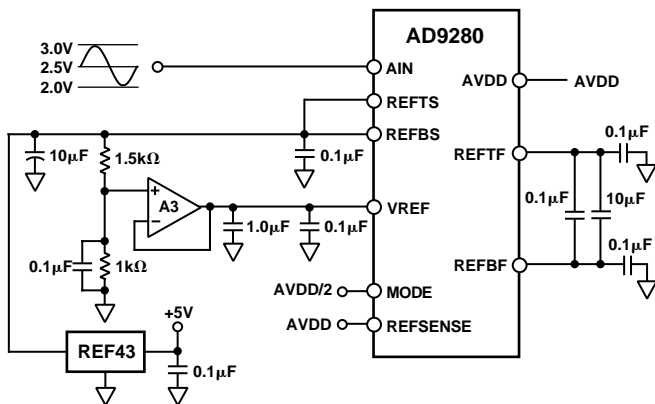 AD9280
3.0V
2.5V
2.0V
AIN
AVDD
AVDD
REFTS
10μF
1.5kΩ
0.1μF
REFBS
REFTF
0.1μF
A3
+
–
1.0μF
0.1μF
VREF
0.1μF
10μF
0.1μF
1kΩ
REFBF
0.1μF
AVDD/2
MODE
AVDD
REFSENSE
+5V
REF43
0.1μF